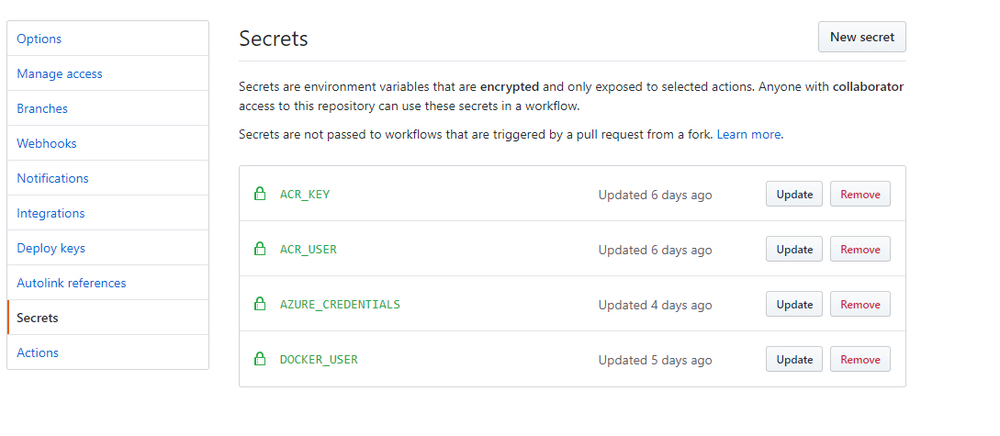 Options
Manage access
Branches
Webhooks
Notifications
Integrations
Deploy keys
Autolink references
Secrets
Actions
Secrets
New secret
Secrets are environment variables that are encrypted and only exposed to selected actions. Anyone with collaborator
access to this repository can use these secrets in a workflow.
Secrets are not passed to workflows that are triggered by a pull request from a fork. Learn more.
ACR_KEY Updated 6 days ago Update Remove
ACR_USER Updated 6 days ago Update Remove
AZURE_CREDENTIALS Updated 4 days ago Update Remove
DOCKER_USER Updated 5 days ago Update Remove